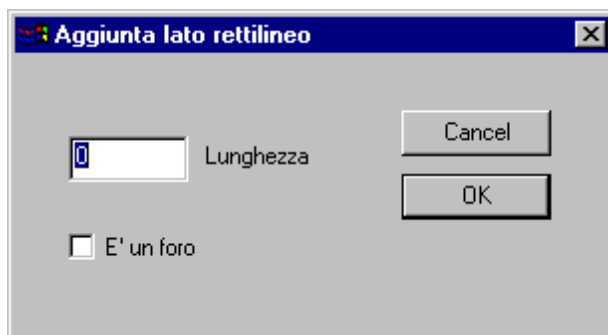 Aggiunta lato rettilineo
Cancel
0 Lunghezza
OK
E' un foro